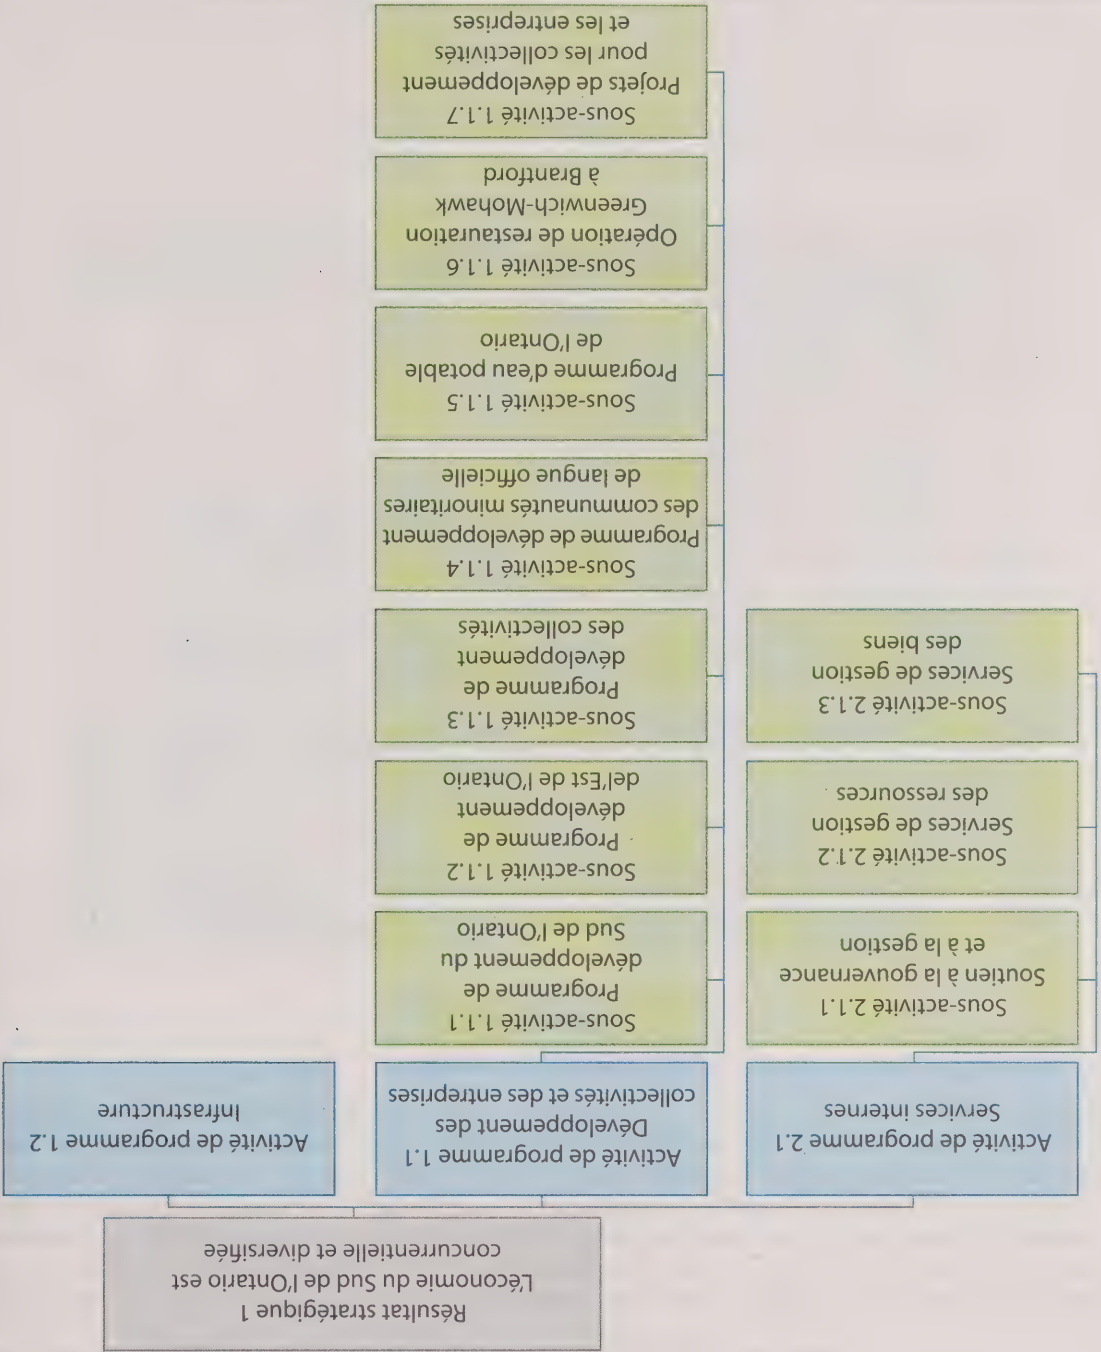 Résultat stratégique 1
L'économie du Sud de l'Ontario est
concurrentielle et diversifiée
Activité de programme 2.1
Services internes
Sous-activité 2.1.1
Soutien à la gouvernance
et à la gestion
Sous-activité 2.1.2
Services de gestion
des ressources
Sous-activité 2.1.3
Services de gestion
des biens
Activité de programme 1.1
Développement des
collectivités et des entreprises
Sous-activité 1.1.1
Programme de
développement du
Sud de l'Ontario
Sous-activité 1.1.2
Programme de
développement
del'Est de l'Ontario
Sous-activité 1.1.3
Programme de
développement
des collectivités
Sous-activité 1.1.4
Programme de développement
des communautés minoritaires
de langue officielle
Sous-activité 1.1.5
Programme d'eau potable
de l'Ontario
Sous-activité 1.1.6
Opération de restauration
Greenwich-Mohawk
à Brantford
Sous-activité 1.1.7
Projets de développement
pour les collectivités
et les entreprises
Activité de programme 1.2
Infrastructure